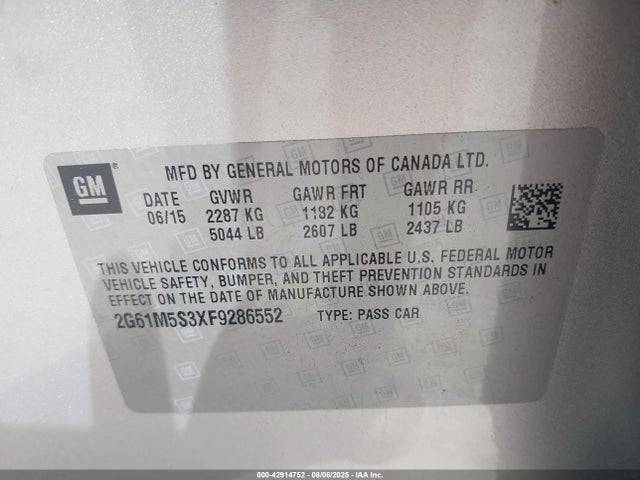 GM
MFD BY GENERAL MOTORS OF CANADA LTD.
DATE GVWR GAWR FRT GAWR RR
06/15 2287 KG 1182 KG 1105 KG
5044 LB 2607 LB 2437 LB
THIS VEHICLE CONFORMS TO ALL APPLICABLE U.S. FEDERAL MOTOR
VEHICLE SAFETY, BUMPER, AND THEFT PREVENTION STANDARDS IN
EFFECT ON THE DATE OF MANUFACTURE SHOWN ABOVE.
2G61M5S3XF9286552 TYPE: PASS CAR
000-42914752 - 08/06/2025 - IAA Inc.